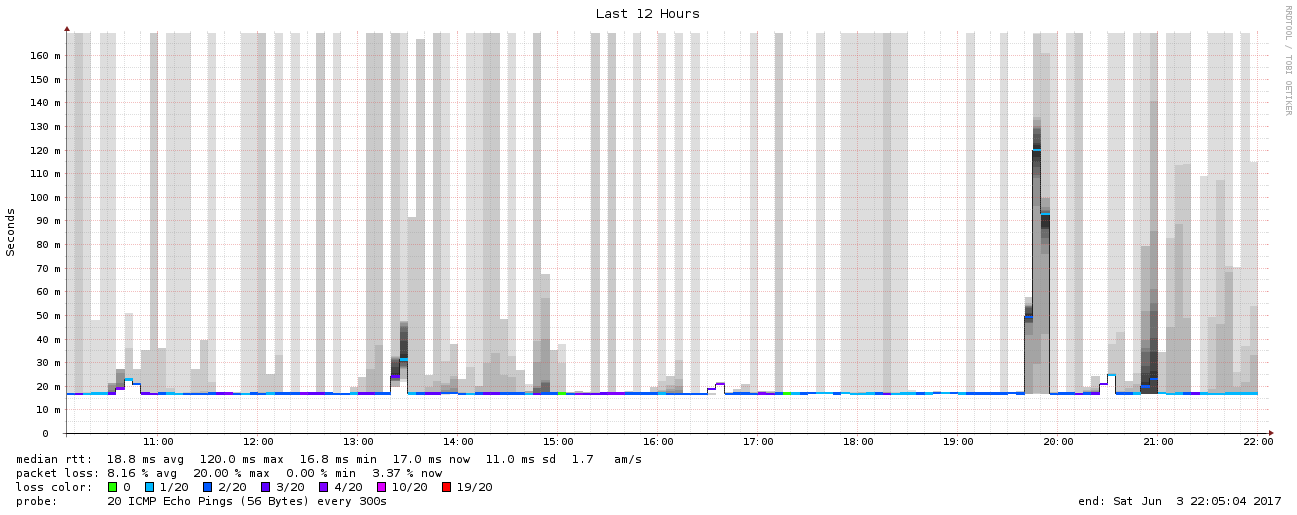 Last 12 Hours
RRDTOOL / TOBI OETIKER
Seconds
160 m
150 m
140 m
130 m
120 m
110 m
100 m
90 m
80 m
70 m
60 m
50 m
40 m
30 m
20 m
10 m
0
11:00 12:00 13:00 14:00 15:00 16:00 17:00 18:00 19:00 20:00 21:00 22:00
median rtt: 18.8 ms avg 120.0 ms max 16.8 ms min 17.0 ms now 11.0 ms sd 1.7 am/s
packet loss: 8.16 % avg 20.00 % max 0.00 % min 3.37 % now
loss color: 0 1/20 2/20 3/20 4/20 10/20 19/20
probe: 20 ICMP Echo Pings (56 Bytes) every 300s end: Sat Jun 3 22:05:04 2017